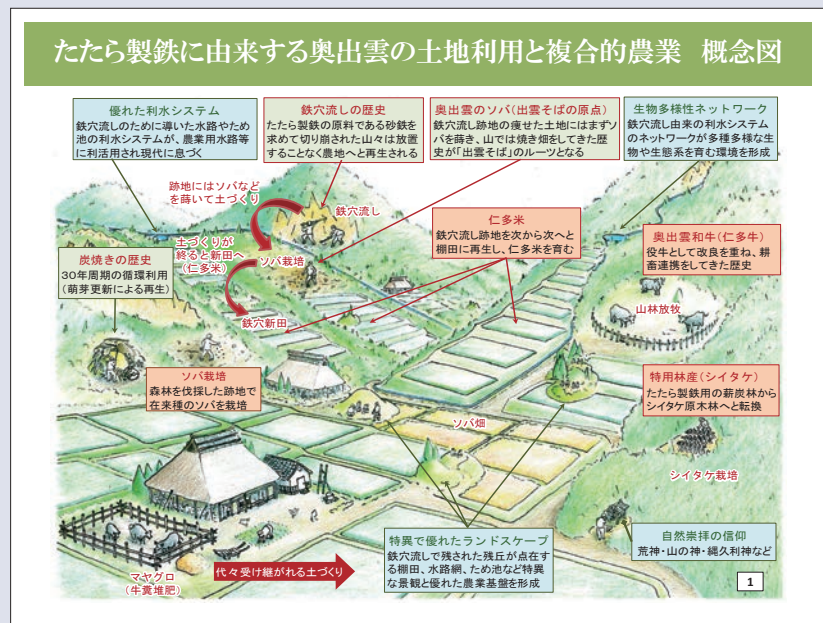 たたら製鉄に由来する奥出雲の土地利用と複合的農業 概念図
優れた利水システム
鉄穴流しのために導いた水路やため
池の利水システムが、農業用水路等
に利活用され現代に息づく
鉄穴流しの歴史
たたら製鉄の原料である砂鉄を
求めて切り崩された山々は放置
することなく農地へと再生される
奥出雲のソバ(出雲そばの原点)
鉄穴流し跡地の痩せた土地にはまずソ
バを蒔き、山では焼き畑をしてきた歴
史が「出雲そば」のルーツとなる
生物多様性ネットワーク
鉄穴流し由来の利水システム
のネットワークが多種多様な生
物や生態系を育む環境を形成
跡地にはソバなど
を蒔いて土づくり
鉄穴流し
土づくりが
終ると新田へ
(仁多米)
ソバ栽培
鉄穴新田
仁多米
鉄穴流し跡地を次から次へと
棚田に再生し、仁多米を育む
奥出雲和牛(仁多牛)
役牛として改良を重ね、耕
畜連携をしてきた歴史
山林放牧
炭焼きの歴史
30年周期の循環利用
(萌芽更新による再生)
ソバ栽培
森林を伐採した跡地で
在来種のソバを栽培
特用林産(シイタケ)
たたら製鉄用の薪炭林から
シイタケ原木林へと転換
ソバ畑
シイタケ栽培
特異で優れたランドスケープ
鉄穴流しで残された残丘が点在す
る棚田、水路網、ため池など特異
な景観と優れた農業基盤を形成
自然崇拝の信仰
荒神・山の神・縄久利神など
マヤグロ
(牛糞堆肥)
代々受け継がれる土づくり
1